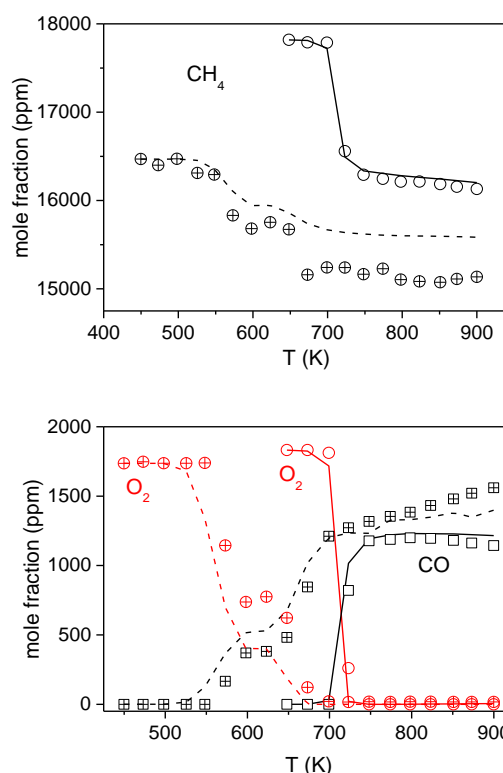 18000
17000
16000
15000
mole fraction (ppm)
CH4
400 500 600 700 800 900
T (K)
2000
1500
1000
500
0
mole fraction (ppm)
O2
O2
CO
500 600 700 800 900
T (K)